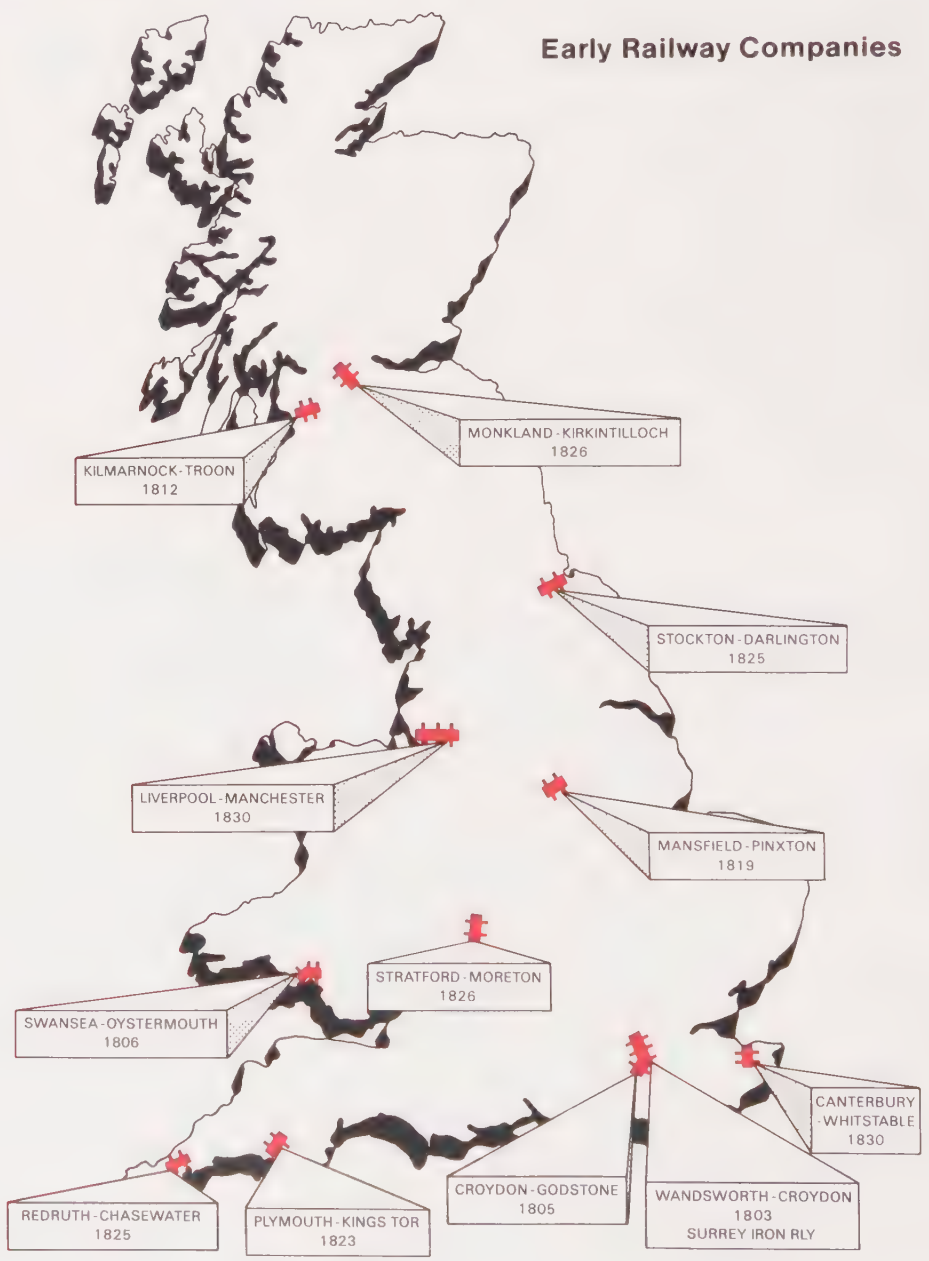 Early Railway Companies
MONKLAND-KIRKINTILLOCH
1826
KILMARNOCK-TROON
1812
STOCKTON-DARLINGTON
1825
LIVERPOOL-MANCHESTER
1830
MANSFIELD-PINXTON
1819
STRATFORD-MORETON
1826
SWANSEA-OYSTERMOUTH
1806
CANTERBURY
-WHITSTABLE
1830
CROYDON-GODSTONE
1805
WANDSWORTH-CROYDON
1803
SURREY IRON RLY
REDRUTH-CHASEWATER
1825
PLYMOUTH-KINGS TOR
1823